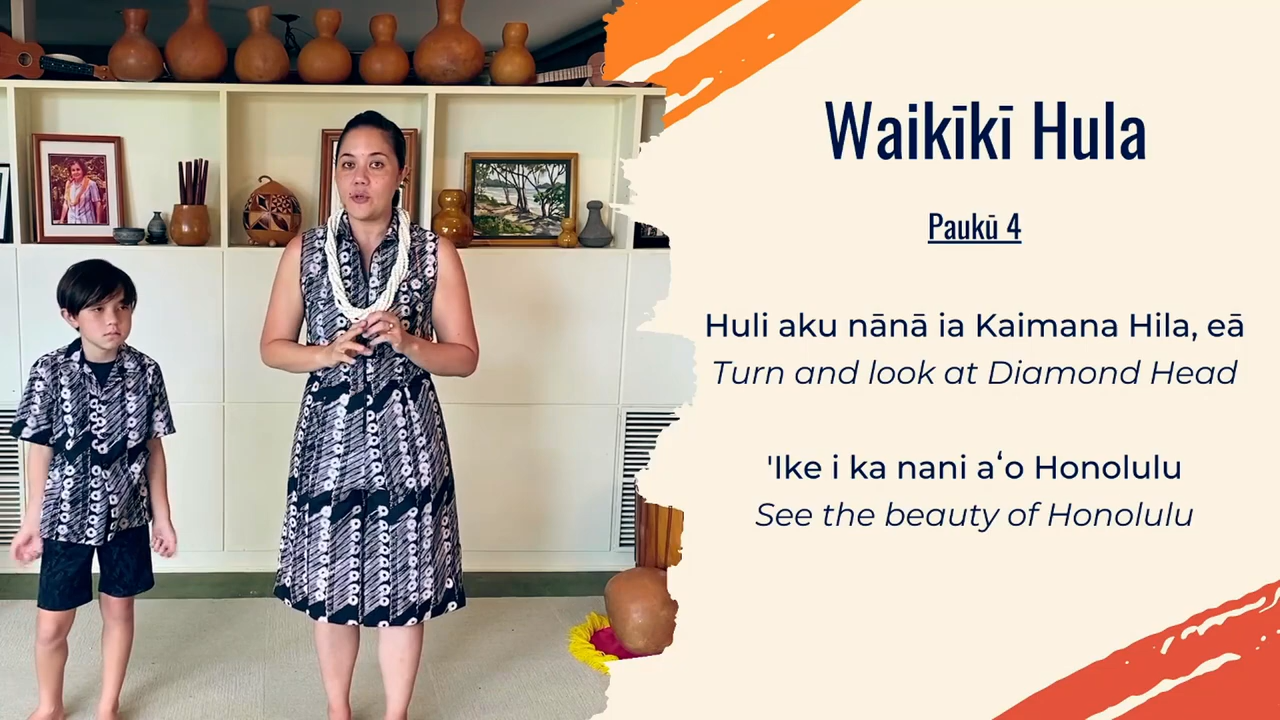 Waikīkī Hula
Paukū 4
Huli aku nānā ia Kaimana Hila, eā
Turn and look at Diamond Head
'Ike i ka nani aʻo Honolulu
See the beauty of Honolulu